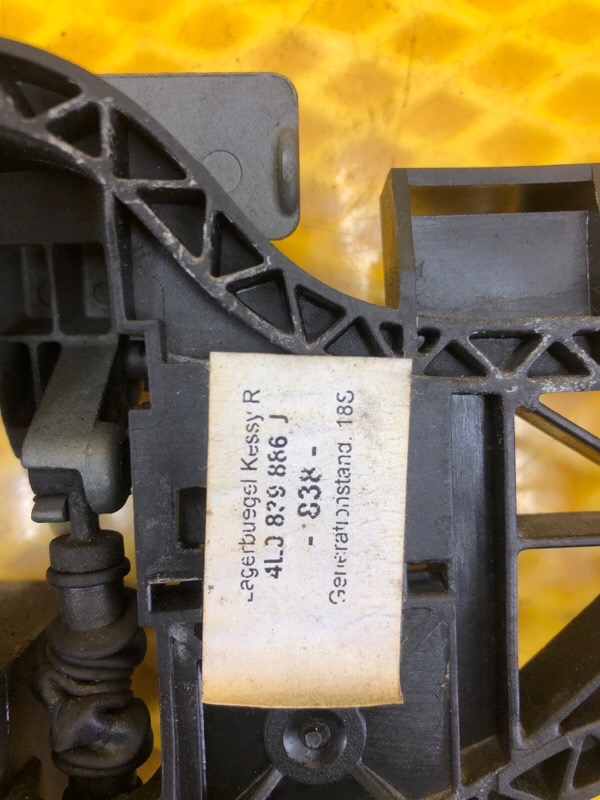 Lagerbuegel Kessy R
4L0 839 886 J
- 838 -
Generationstand. 18S